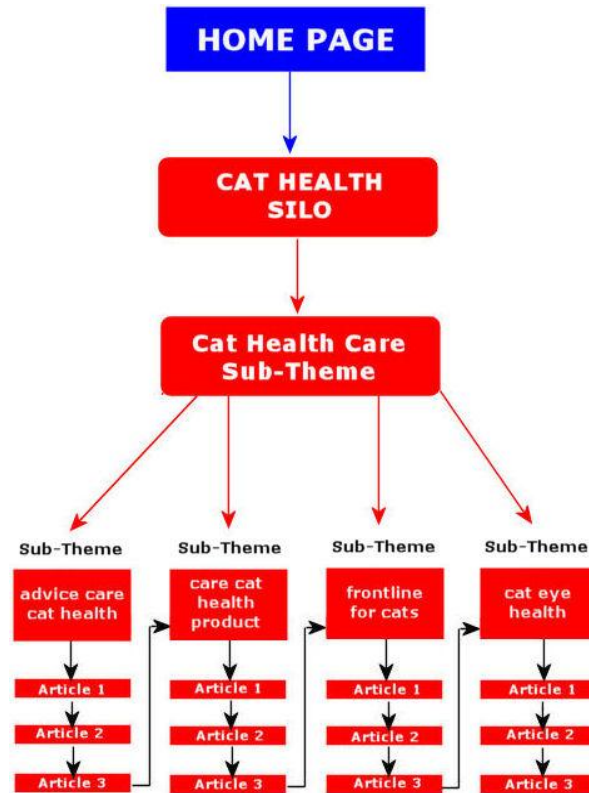 HOME PAGE
CAT HEALTH
SILO
Cat Health Care
Sub-Theme
Sub-Theme
Sub-Theme
Sub-Theme
Sub-Theme
advice care
cat health
care cat
health
product
frontline
for cats
cat eye
health
Article 1
Article 1
Article 1
Article 1
Article 2
Article 2
Article 2
Article 2
Article 3
Article 3
Article 3
Article 3